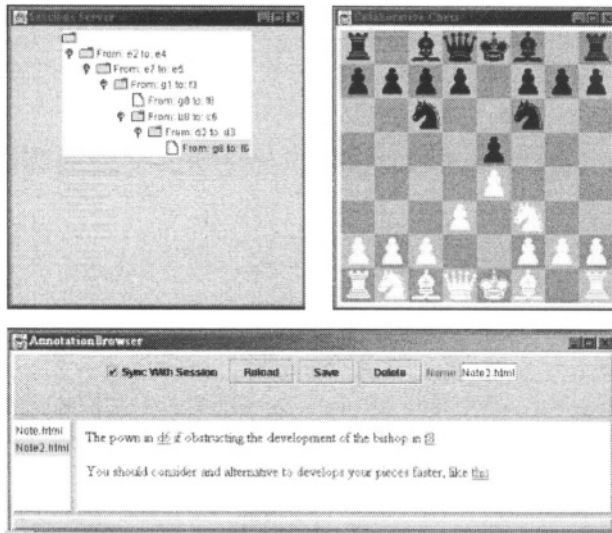 Sessions Server
From: e2 to: e4
From: e7 to: e5
From: g1 to: f3
From: g8 to: f6
From: b8 to: c6
From: d2 to: d3
From: g8 to: f6
Collaborative Chess
AnnotationBrowser
Sync With Session Reload Save Delete Name Note2.html
Note.html
Note2.html
The pown in d6 if obstructing the development of the bishop in
You should consider and alternative to develops your pieces faster, like this